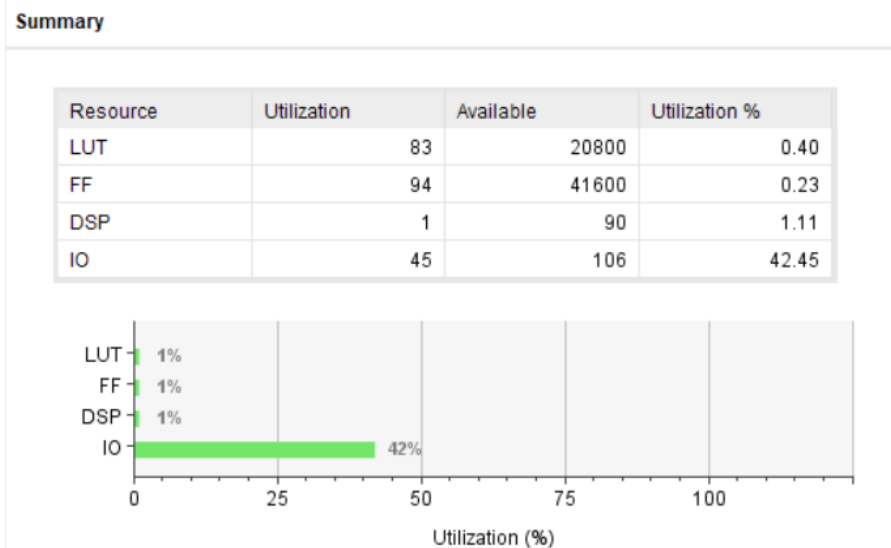 Summary
Resource Utilization Available Utilization %
LUT 83 20800 0.40
FF 94 41600 0.23
DSP 1 90 1.11
IO 45 106 42.45
LUT 1%
FF 1%
DSP 1%
IO 42%
0 25 50 75 100
Utilization (%)